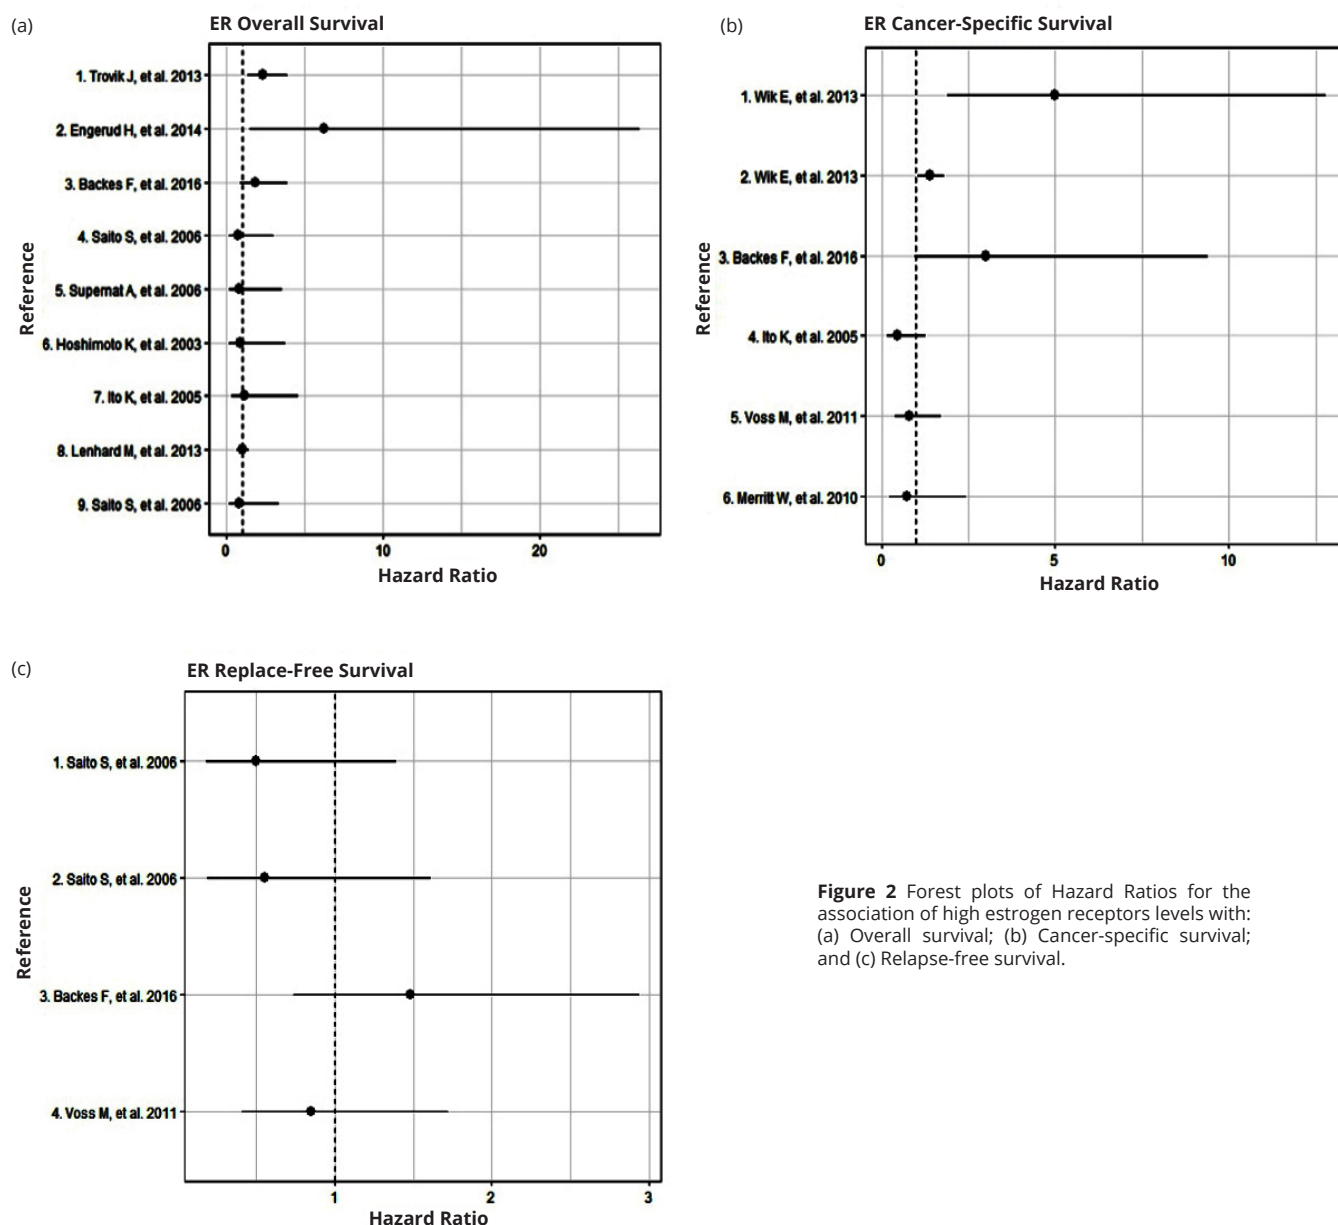 (a)
ER Overall Survival
1. Trovik J, et al. 2013
2. Engerud H, et al. 2014
3. Backes F, et al. 2016
4. Saito S, et al. 2006
5. Supernat A, et al. 2006
6. Hoshimoto K, et al. 2003
7. Ito K, et al. 2005
8. Lenhard M, et al. 2013
9. Saito S, et al. 2006
Reference
0 10 20
Hazard Ratio
(b)
ER Cancer-Specific Survival
1. Wik E, et al. 2013
2. Wik E, et al. 2013
3. Backes F, et al. 2016
4. Ito K, et al. 2005
5. Voss M, et al. 2011
6. Merritt W, et al. 2010
Reference
0 5 10
Hazard Ratio
(c)
ER Replace-Free Survival
1. Saito S, et al. 2006
2. Saito S, et al. 2006
3. Backes F, et al. 2016
4. Voss M, et al. 2011
Reference
1 2 3
Hazard Ratio
Figure 2 Forest plots of Hazard Ratios for the
association of high estrogen receptors levels with:
(a) Overall survival; (b) Cancer-specific survival;
and (c) Relapse-free survival.